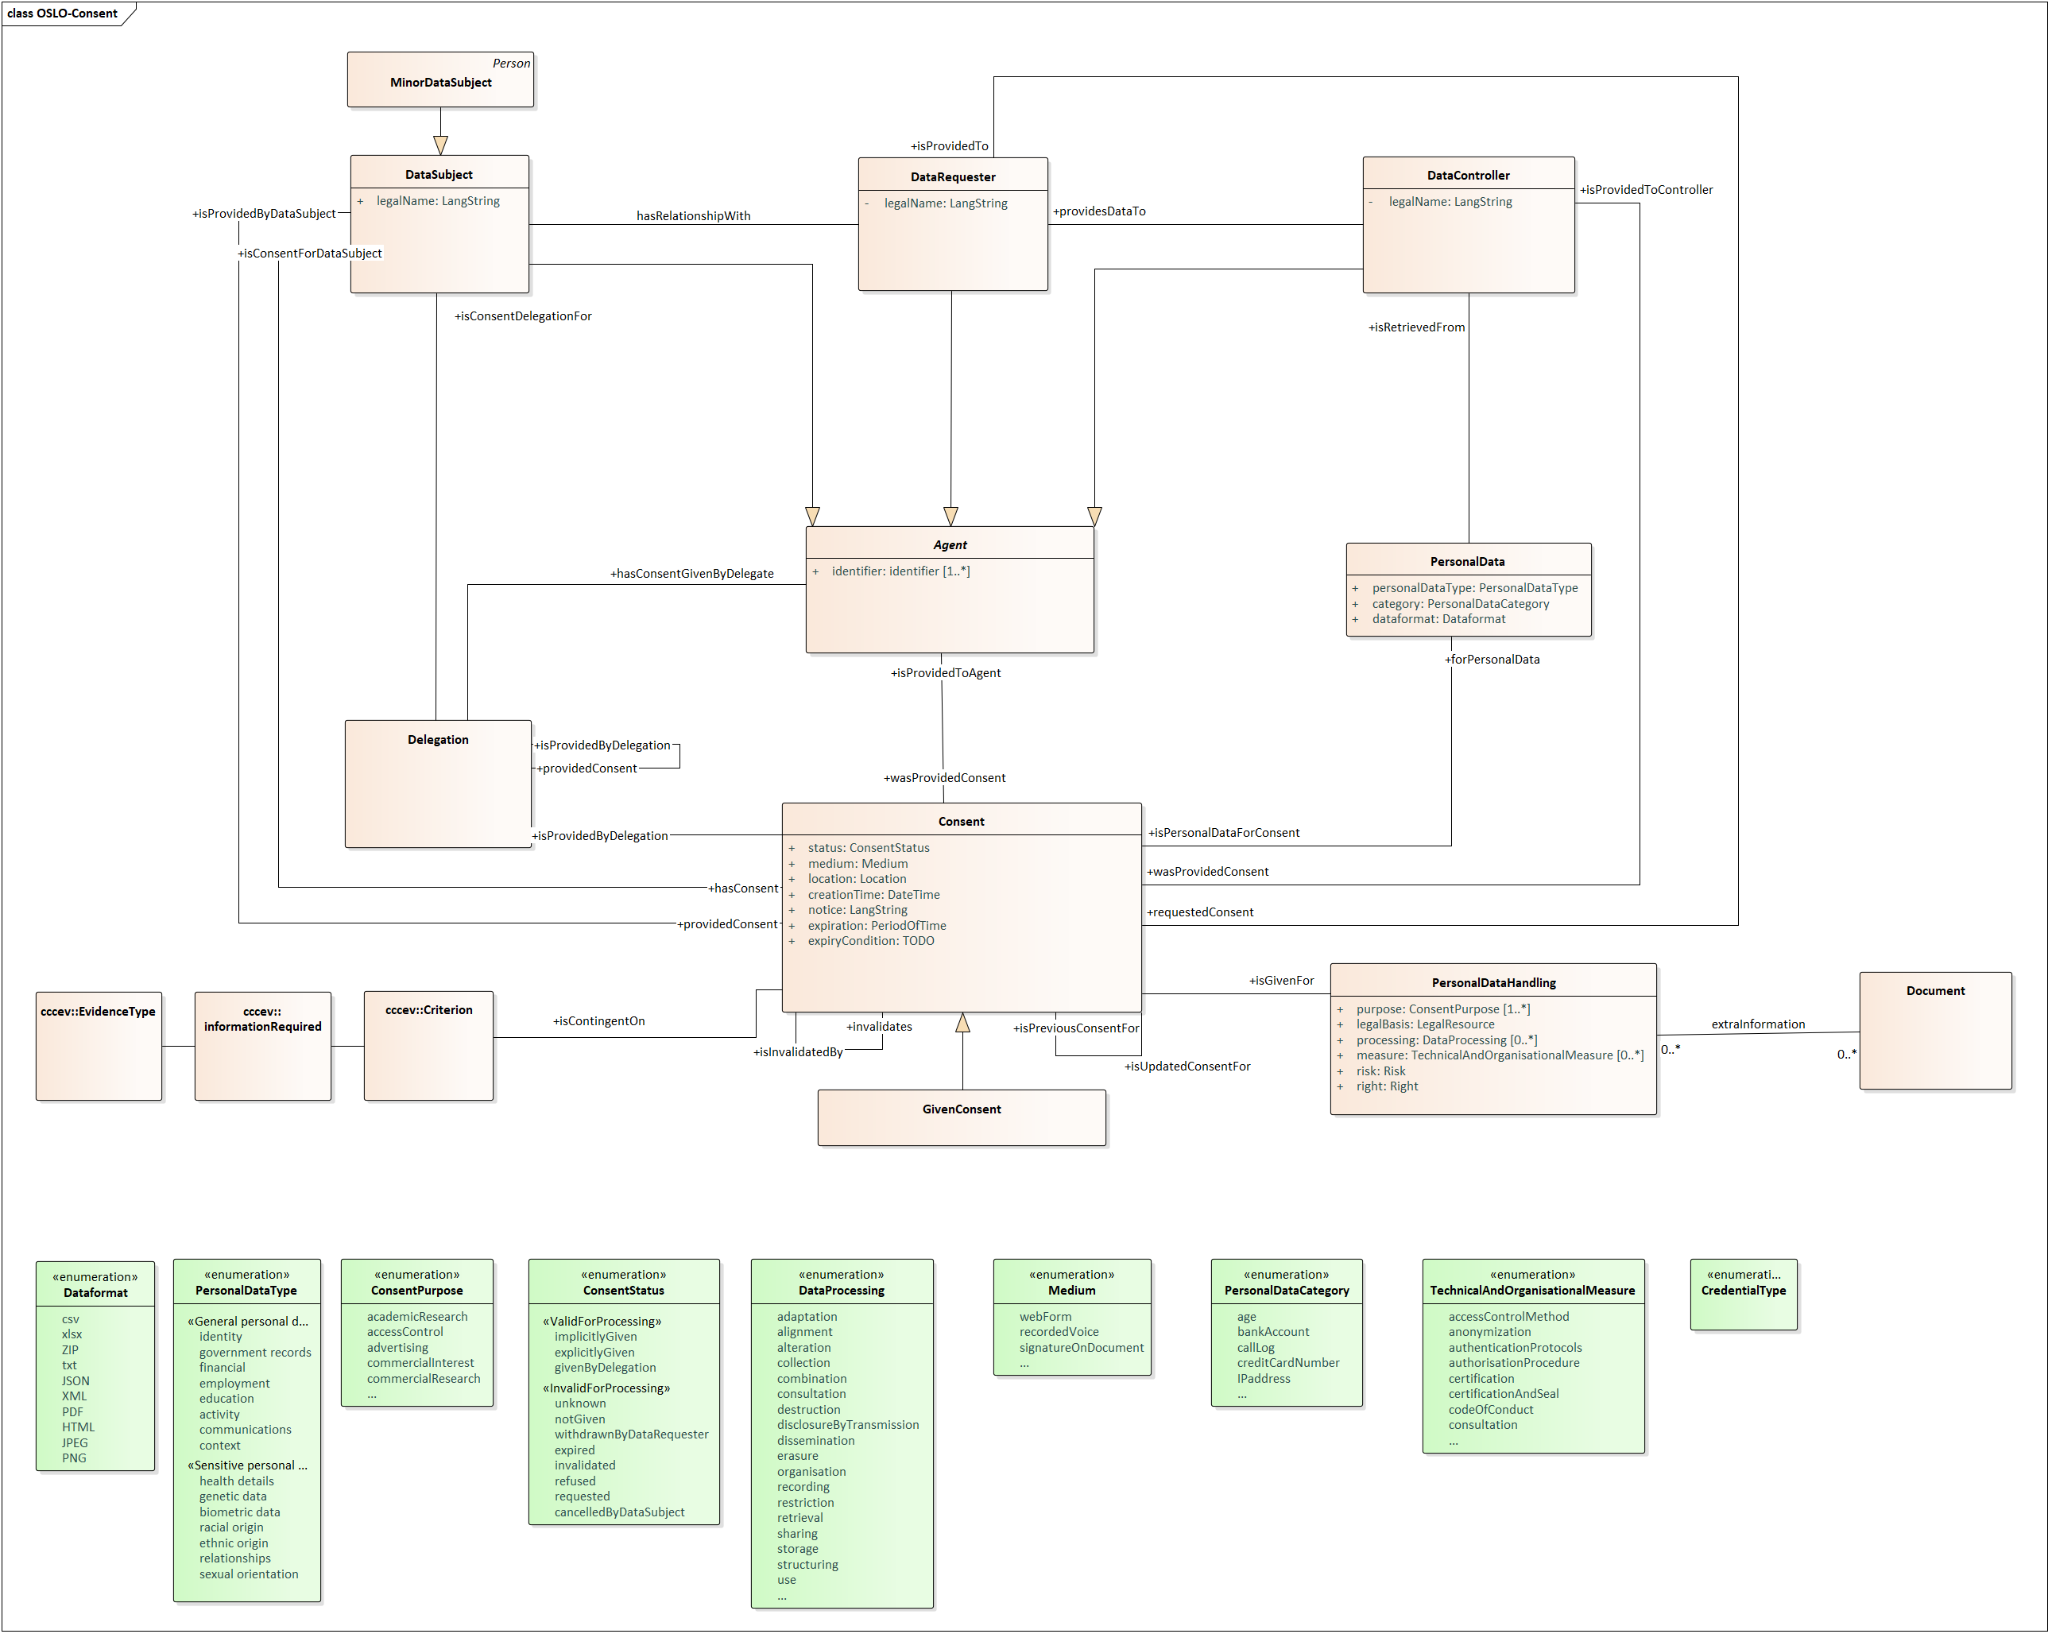 class OSLO-Consent
Person
MinorDataSubject
DataSubject
+ legalName: LangString
DataRequester
- legalName: LangString
DataController
- legalName: LangString
+isProvidedTo
+isProvidedToController
+isProvidedByDataSubject
+isConsentForDataSubject
hasRelationshipWith
+providesDataTo
+isConsentDelegationFor
+isRetrievedFrom
Agent
+ identifier: identifier [1..*]
+hasConsentGivenByDelegate
PersonalData
+ personalDataType: PersonalDataType
+ category: PersonalDataCategory
+ dataformat: Dataformat
+forPersonalData
+isProvidedToAgent
Delegation
+isProvidedByDelegation
+providedConsent
+wasProvidedConsent
+isProvidedByDelegation
Consent
+ status: ConsentStatus
+ medium: Medium
+ location: Location
+ creationTime: DateTime
+ notice: LangString
+ expiration: PeriodOfTime
+ expiryCondition: TODO
+isPersonalDataForConsent
+wasProvidedConsent
+requestedConsent
+hasConsent
+providedConsent
+isGivenFor
PersonalDataHandling
+ purpose: ConsentPurpose [1..*]
+ legalBasis: LegalResource
+ processing: DataProcessing [0..*]
+ measure: TechnicalAndOrganisationalMeasure [0..*]
+ risk: Risk
+ right: Right
extraInformation
0..*
0..*
Document
cccev::EvidenceType
cccev::
informationRequired
cccev::Criterion
+isContingentOn
+invalidates
+isInvalidatedBy
+isPreviousConsentFor
+isUpdatedConsentFor
GivenConsent
«enumeration»
Dataformat
csv
xlsx
ZIP
txt
JSON
XML
PDF
HTML
JPEG
PNG
«enumeration»
PersonalDataType
«General personal d...
identity
government records
financial
employment
education
activity
communications
context
«Sensitive personal ...
health details
genetic data
biometric data
racial origin
ethnic origin
relationships
sexual orientation
«enumeration»
ConsentPurpose
academicResearch
accessControl
advertising
commercialInterest
commercialResearch
...
«enumeration»
ConsentStatus
«ValidForProcessing»
implicitlyGiven
explicitlyGiven
givenByDelegation
«InvalidForProcessing»
unknown
notGiven
withdrawnByDataRequester
expired
invalidated
refused
requested
cancelledByDataSubject
«enumeration»
DataProcessing
adaptation
alignment
alteration
collection
combination
consultation
destruction
disclosureByTransmission
dissemination
erasure
organisation
recording
restriction
retrieval
sharing
storage
structuring
use
...
«enumeration»
Medium
webForm
recordedVoice
signatureOnDocument
...
«enumeration»
PersonalDataCategory
age
bankAccount
callLog
creditCardNumber
IPaddress
...
«enumeration»
TechnicalAndOrganisationalMeasure
accessControlMethod
anonymization
authenticationProtocols
authorisationProcedure
certification
certificationAndSeal
codeOfConduct
consultation
...
«enumerati...
CredentialType